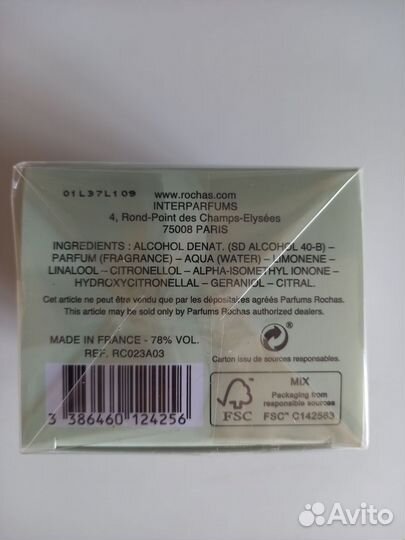 01L37L109
www.rochas.com
INTERPARFUMS
4, Rond-Point des Champs-Elysées
75008 PARIS
INGREDIENTS : ALCOHOL DENAT. (SD ALCOHOL 40-B) –
PARFUM (FRAGRANCE) – AQUA (WATER) – LIMONENE –
LINALOOL – CITRONELLOL – ALPHA-ISOMETHYL IONONE –
HYDROXYCITRONELLAL – GERANIOL – CITRAL.
Cet article ne peut être vendu que par les dépositaires agréés Parfums Rochas.
This article may be sold only by Parfums Rochas authorized dealers.
MADE IN FRANCE - 78% VOL.
REF. RC023A03
Carton issu de sources responsables.
3 386460 124256
FSC
MIX
Packaging from
responsible sources
FSC™ C142563
Avito